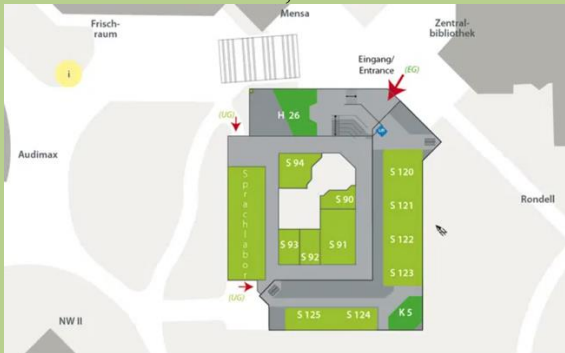 Mensa
Frisch-
raum
Zentral-
bibliothek
Eingang/
Entrance
(EG)
i
H 26
(UG)
Audimax
S 94
S 120
Sprachlabor
S 90
S 121
Rondell
S 93
S 92
S 91
S 122
S 123
(UG)
S 125
S 124
K 5
NW II